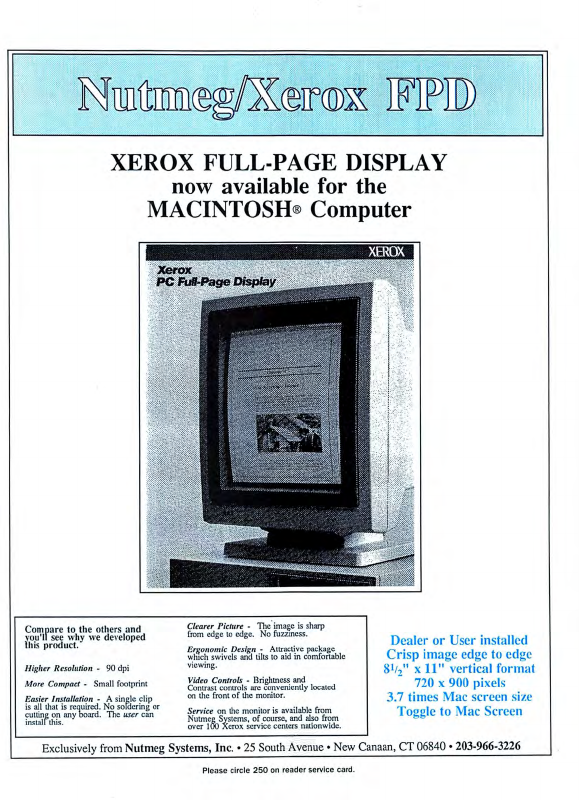 Nutmeg/Xerox FPD
XEROX FULL-PAGE DISPLAY
now available for the
MACINTOSH® Computer
XEROX
Xerox
PC Full-Page Display
Compare to the others and
you'll see why we developed
this product.
Higher Resolution - 90 dpi
More Compact - Small footprint
Easier Installation - A single clip
is all that is required. No soldering or
cutting on any board. The user can
install this.
Clearer Picture - The image is sharp
from edge to edge. No fuzziness.
Ergonomic Design - Attractive package
which swivels and tilts to aid in comfortable
viewing.
Video Controls - Brightness and
Contrast controls are conveniently located
on the front of the monitor.
Service on the monitor is available from
Nutmeg Systems, of course, and also from
over 100 Xerox service centers nationwide.
Dealer or User installed
Crisp image edge to edge
8 1/2" x 11" vertical format
720 x 900 pixels
3.7 times Mac screen size
Toggle to Mac Screen
Exclusively from Nutmeg Systems, Inc. • 25 South Avenue • New Canaan, CT 06840 • 203-966-3226
Please circle 250 on reader service card.